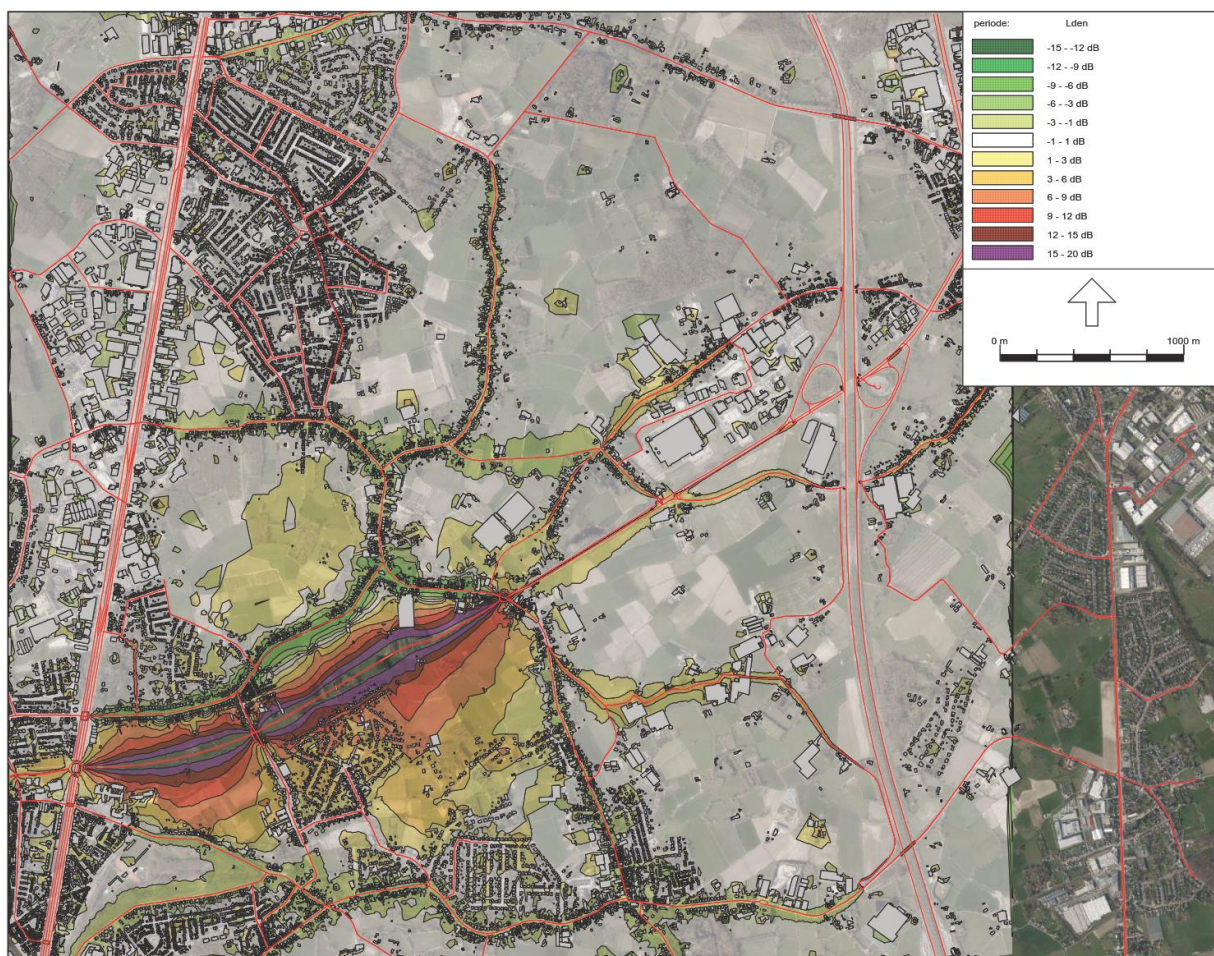 periode: Lden
-15 - -12 dB
-12 - -9 dB
-9 - -6 dB
-6 - -3 dB
-3 - -1 dB
-1 - 1 dB
1 - 3 dB
3 - 6 dB
6 - 9 dB
9 - 12 dB
12 - 15 dB
15 - 20 dB
0 m 1000 m